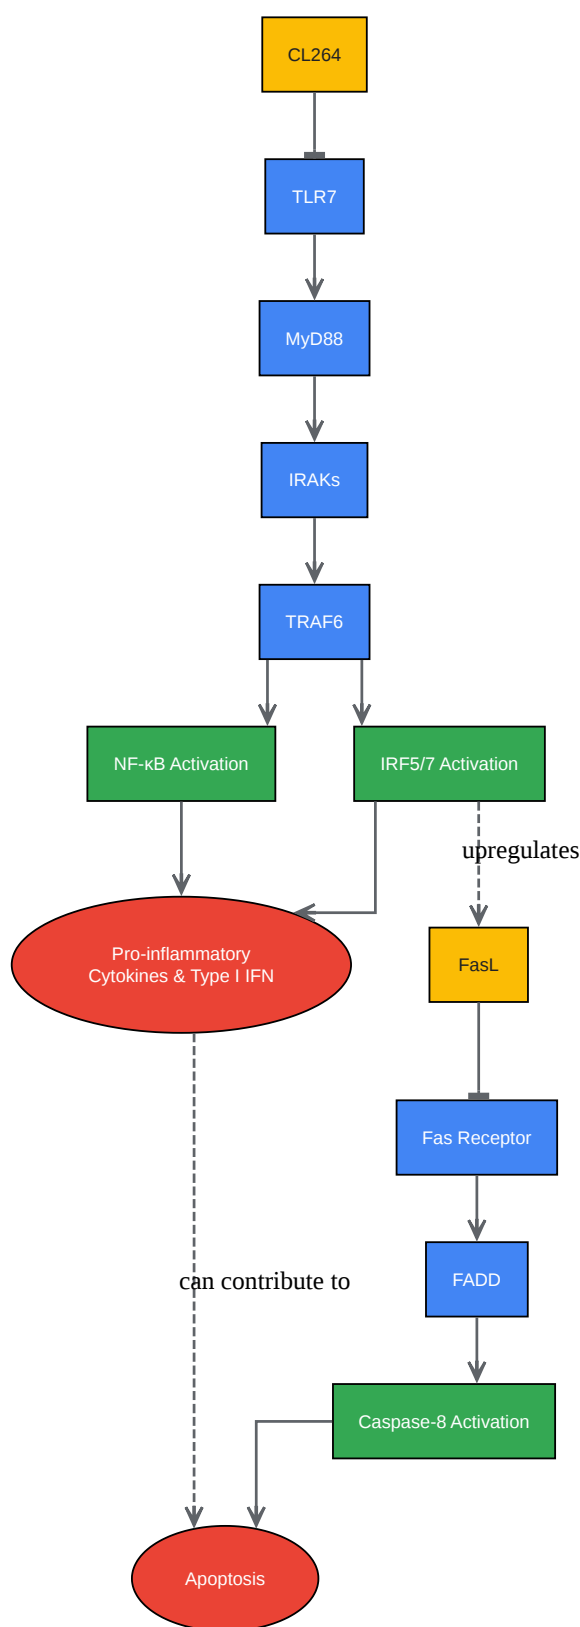 CL264
TLR7
MyD88
IRAKs
TRAF6
NF-κB Activation
IRF5/7 Activation
upregulates
Pro-inflammatory
Cytokines & Type I IFN
FasL
Fas Receptor
FADD
can contribute to
Caspase-8 Activation
Apoptosis